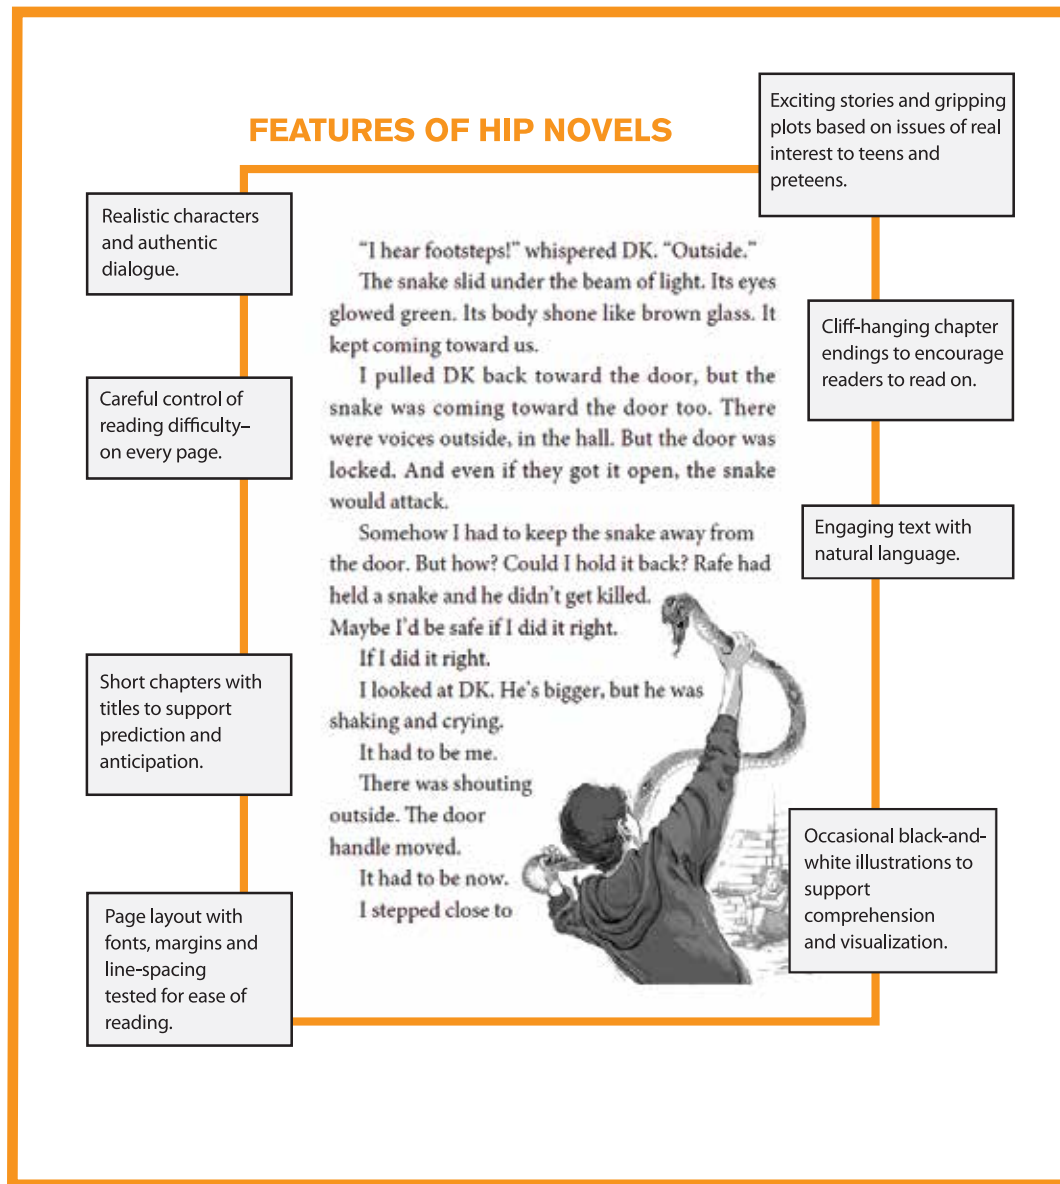 FEATURES OF HIP NOVELS
Exciting stories and gripping
plots based on issues of real
interest to teens and
preteens.
Realistic characters
and authentic
dialogue.
Careful control of
reading difficulty–
on every page.
Short chapters with
titles to support
prediction and
anticipation.
Page layout with
fonts, margins and
line-spacing
tested for ease of
reading.
“I hear footsteps!” whispered DK. “Outside.”
The snake slid under the beam of light. Its eyes
glowed green. Its body shone like brown glass. It
kept coming toward us.
I pulled DK back toward the door, but the
snake was coming toward the door too. There
were voices outside, in the hall. But the door was
locked. And even if they got it open, the snake
would attack.
Somehow I had to keep the snake away from
the door. But how? Could I hold it back? Rafe had
held a snake and he didn’t get killed.
Maybe I’d be safe if I did it right.
If I did it right.
I looked at DK. He’s bigger, but he was
shaking and crying.
It had to be me.
There was shouting
outside. The door
handle moved.
It had to be now.
I stepped close to
Cliff-hanging chapter
endings to encourage
readers to read on.
Engaging text with
natural language.
Occasional black-and-
white illustrations to
support
comprehension
and visualization.